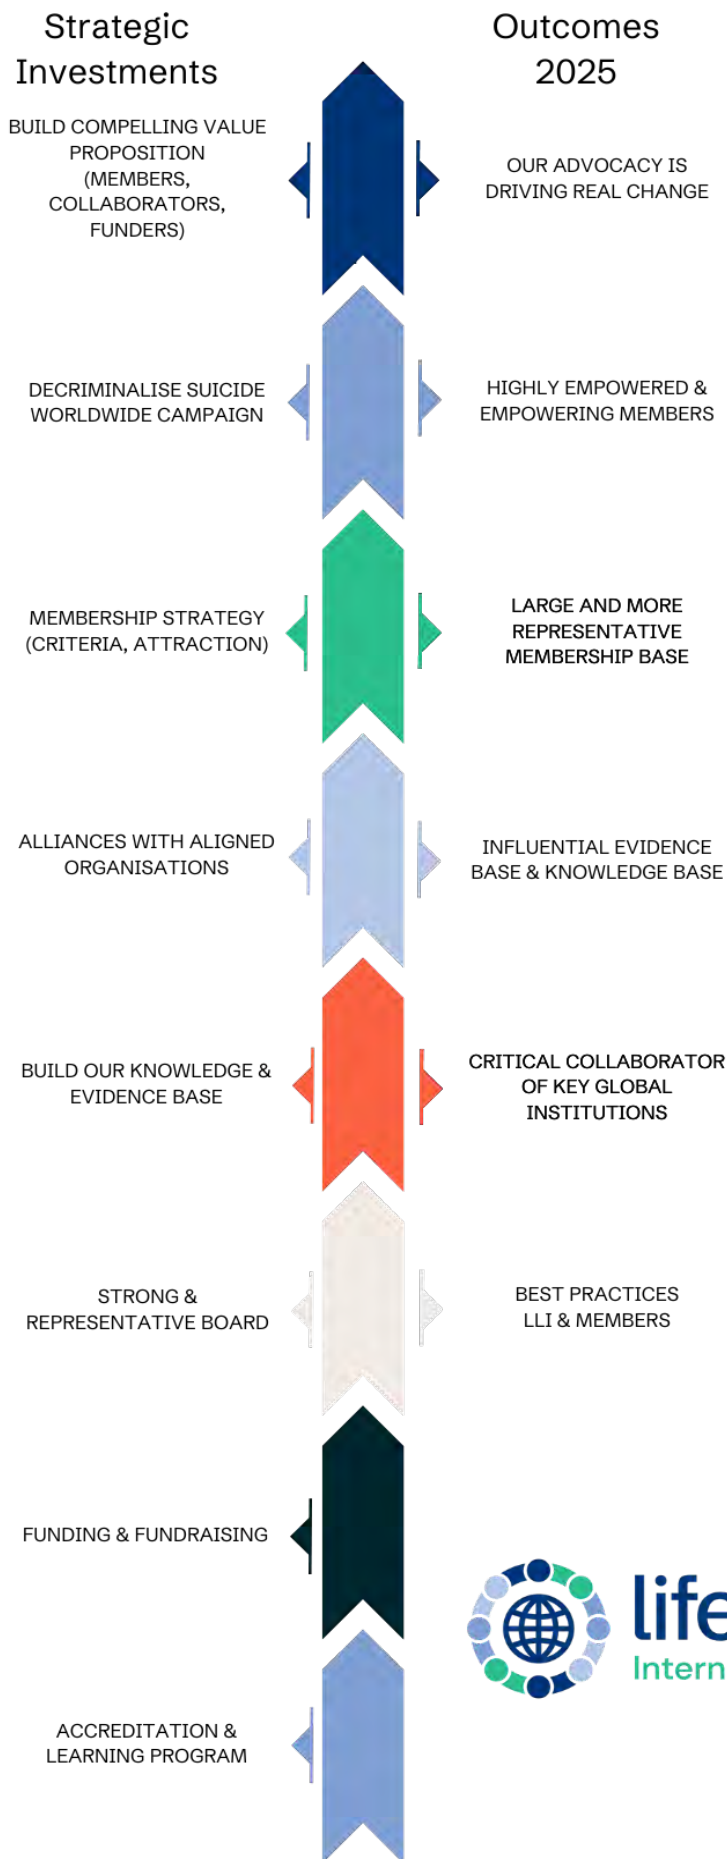 Strategic
Investments
Outcomes
2025
BUILD COMPELLING VALUE
PROPOSITION
(MEMBERS,
COLLABORATORS,
FUNDERS)
OUR ADVOCACY IS
DRIVING REAL CHANGE
DECRIMINALISE SUICIDE
WORLDWIDE CAMPAIGN
HIGHLY EMPOWERED &
EMPOWERING MEMBERS
MEMBERSHIP STRATEGY
(CRITERIA, ATTRACTION)
LARGE AND MORE
REPRESENTATIVE
MEMBERSHIP BASE
ALLIANCES WITH ALIGNED
ORGANISATIONS
INFLUENTIAL EVIDENCE
BASE & KNOWLEDGE BASE
BUILD OUR KNOWLEDGE &
EVIDENCE BASE
CRITICAL COLLABORATOR
OF KEY GLOBAL
INSTITUTIONS
STRONG &
REPRESENTATIVE BOARD
BEST PRACTICES
LLI & MEMBERS
FUNDING & FUNDRAISING
life
Intern
ACCREDITATION &
LEARNING PROGRAM